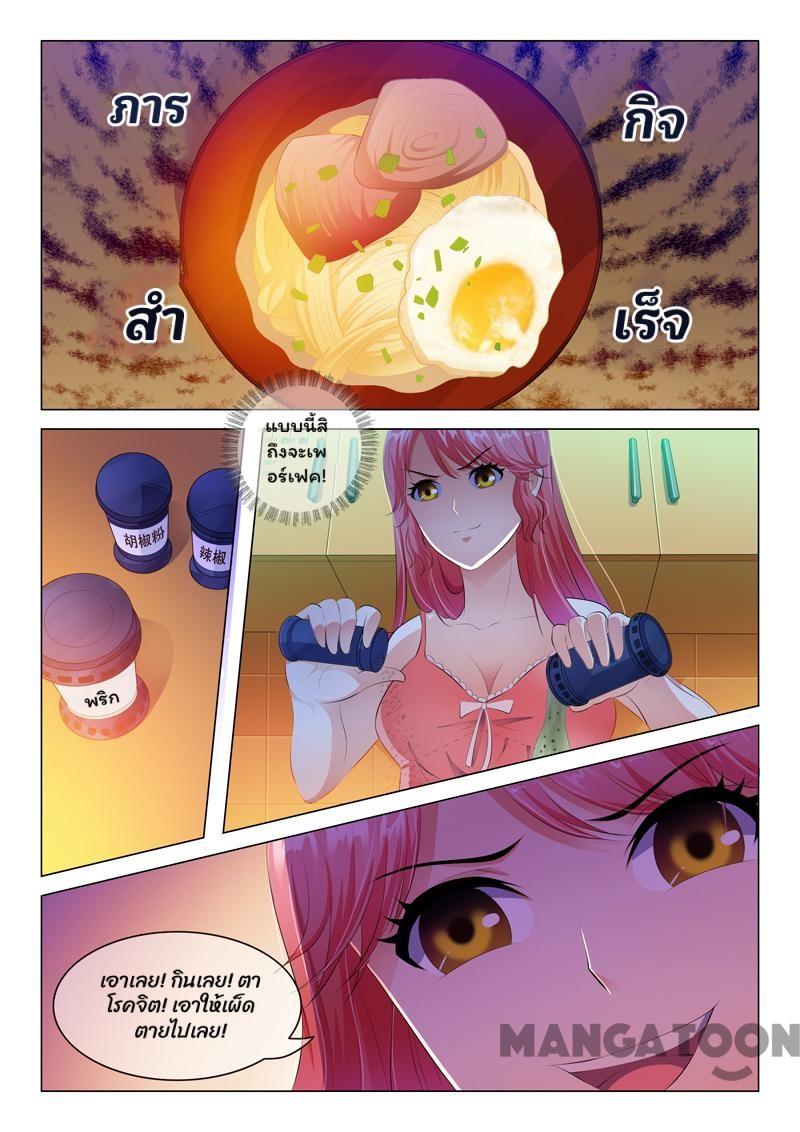 ภาร
กิจ
สำ
เร็จ
แบบนี้สิ
ถึงจะเพ
อร์เฟค!
胡椒粉
辣椒
พริก
เอาเลย! กินเลย! ตา
โรคจิต! เอาให้เผ็ด
ตายไปเลย!
MANGATOON